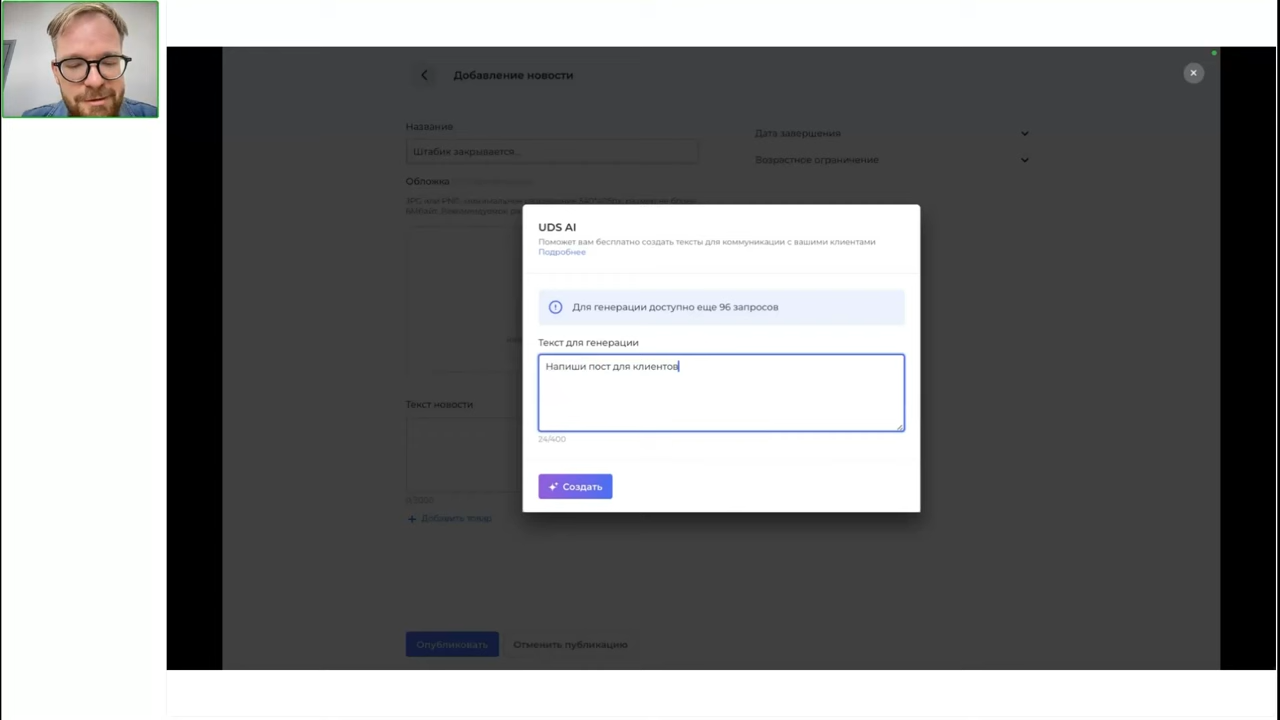 Добавление новости
Название
Штабик закрывается...
Дата завершения
Возрастное ограничение
Обложка
UDS AI
Поможет вам бесплатно создать тексты для коммуникации с вашими клиентами
Подробнее
Для генерации доступно еще 96 запросов
Текст для генерации
Напиши пост для клиентов
24/400
Создать
Текст новости
Добавить товар
Опубликовать
Отменить публикацию